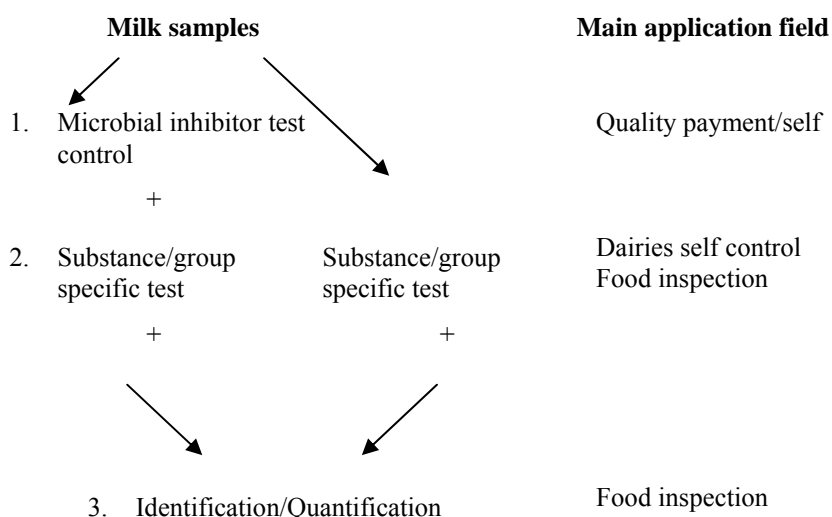 Milk samples Main application field
1. Microbial inhibitor test Quality payment/self
control
+
2. Substance/group Substance/group Dairies self control
specific test specific test Food inspection
+ +
3. Identification/Quantification Food inspection